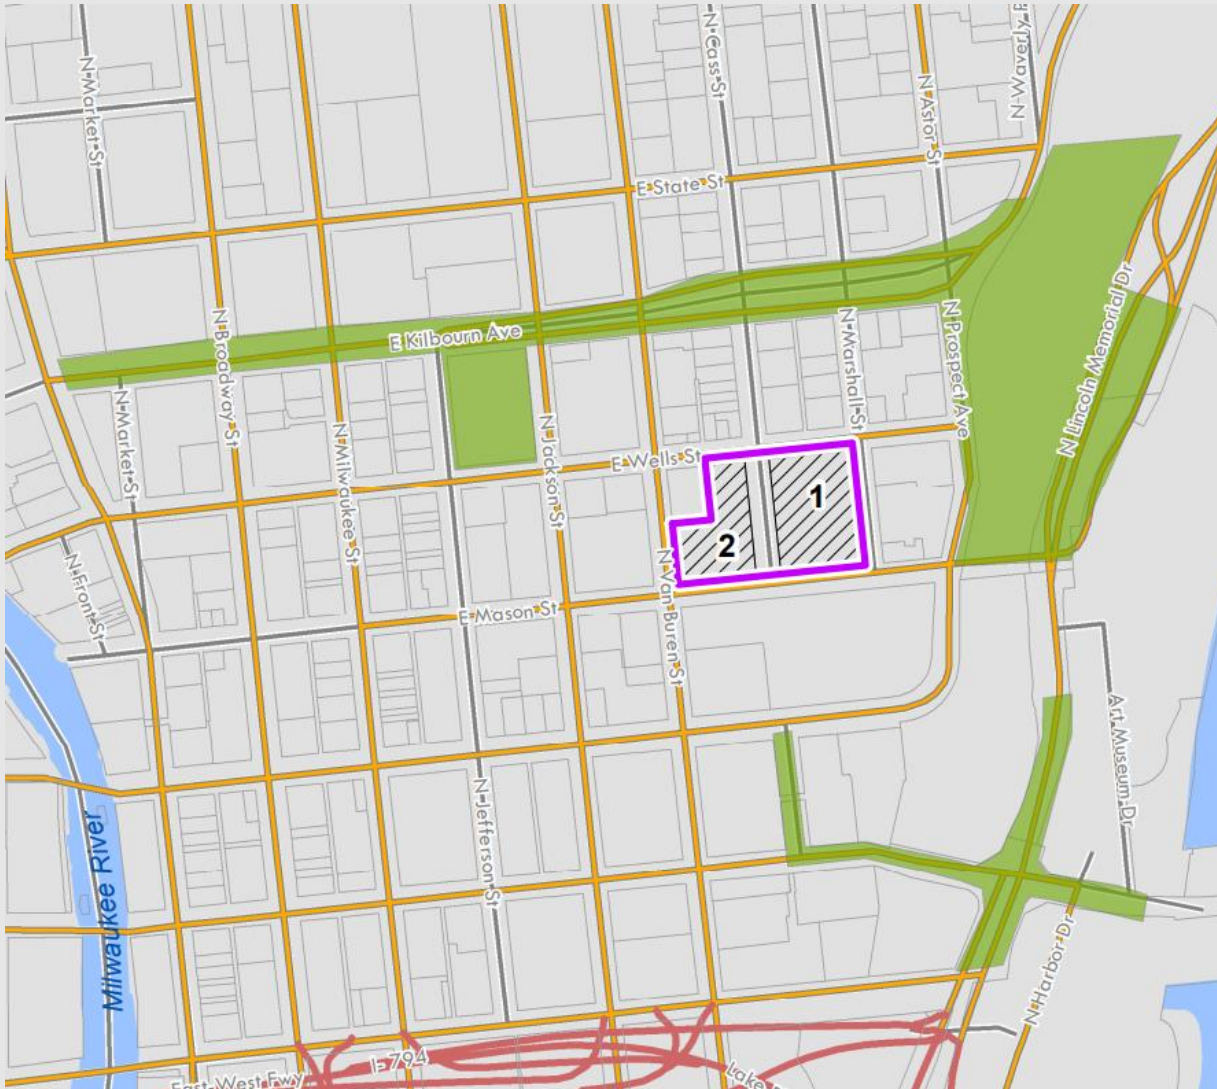 N Market St
N Cass St
N Astor St
N Waverly
E State St
N Broadway St
E Kilbourn Ave
N Marshall St
N Prospect Ave
N Lincoln Memorial Dr
N Market St
N Milwaukee St
N Jackson St
E Wells St
1
2
N Front St
E Mason St
N Van Buren St
Art Museum Dr
N Jefferson St
Milwaukee River
N Harbor Dr
I- 794
East-West Fwy
Lake